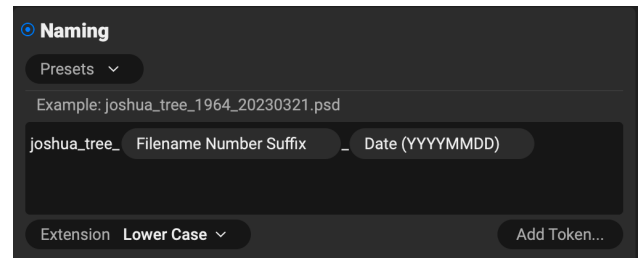 Naming
Presets
Example: joshua_tree_1964_20230321.psd
joshua_tree_ Filename Number Suffix _ Date (YYYYMMDD)
Extension Lower Case Add Token...